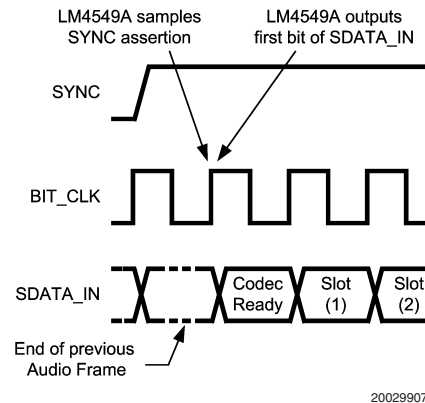 LM4549A samples
SYNC assertion
LM4549A outputs
first bit of SDATA_IN
SYNC
BIT_CLK
SDATA_IN
Codec
Ready
Slot
(1)
Slot
(2)
End of previous
Audio Frame
20029907